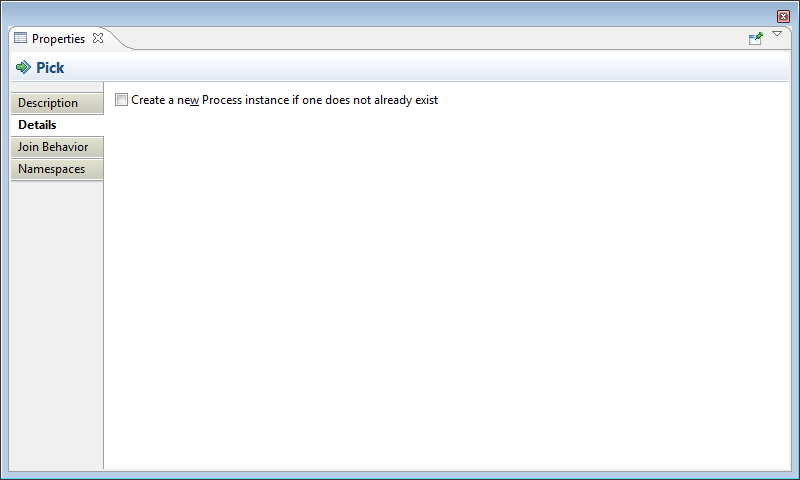 Properties
Pick
Description
Create a new Process instance if one does not already exist
Details
Join Behavior
Namespaces